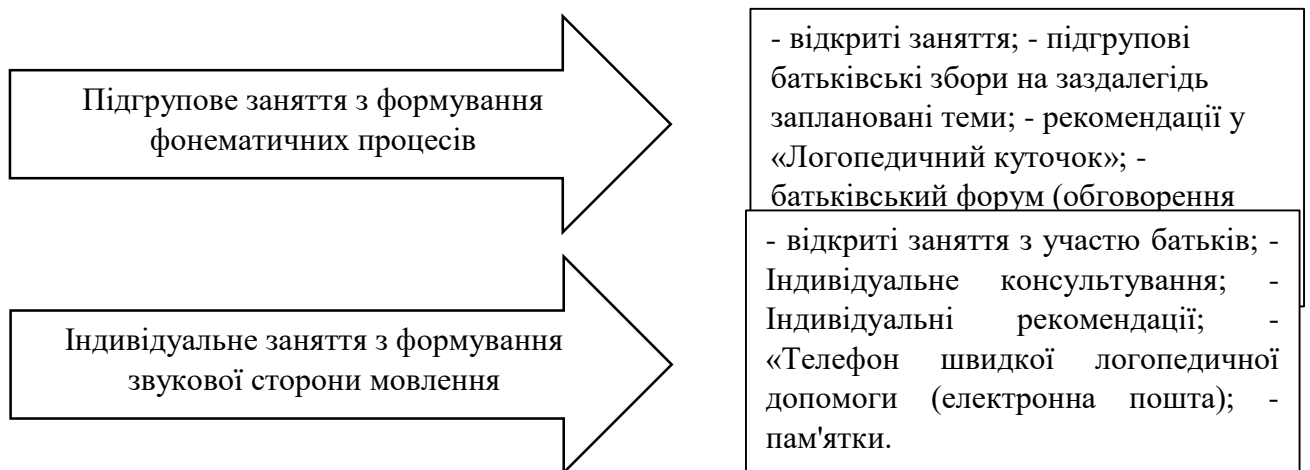 Підгрупове заняття з формування
фонематичних процесів
- відкриті заняття; - підгрупові
батьківські збори на заздалегідь
заплановані теми; - рекомендації у
«Логопедичний куточок»; -
батьківський форум (обговорення
Індивідуальне заняття з формування
звукової сторони мовлення
- відкриті заняття з участю батьків; -
Індивідуальне консультування; -
Індивідуальні рекомендації; -
«Телефон швидкої логопедичної
допомоги (електронна пошта); -
пам'ятки.